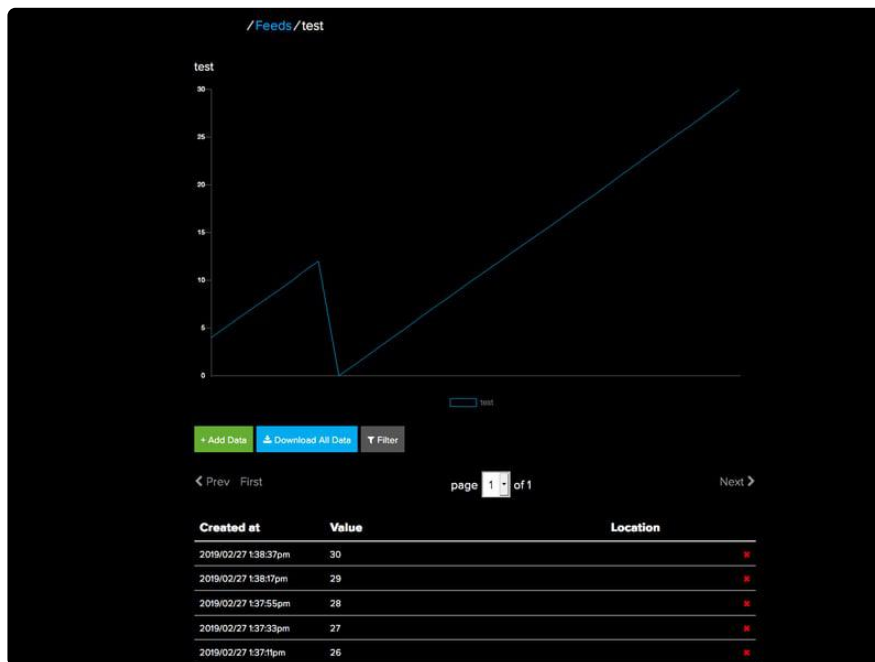 /Feeds/test
test
30
25
20
15
10
5
0
test
+ Add Data Download All Data Filter
Prev First page 1 of 1 Next
Created at Value Location
2019/02/27 1:38:37pm 30
2019/02/27 1:38:17pm 29
2019/02/27 1:37:55pm 28
2019/02/27 1:37:33pm 27
2019/02/27 1:37:11pm 26